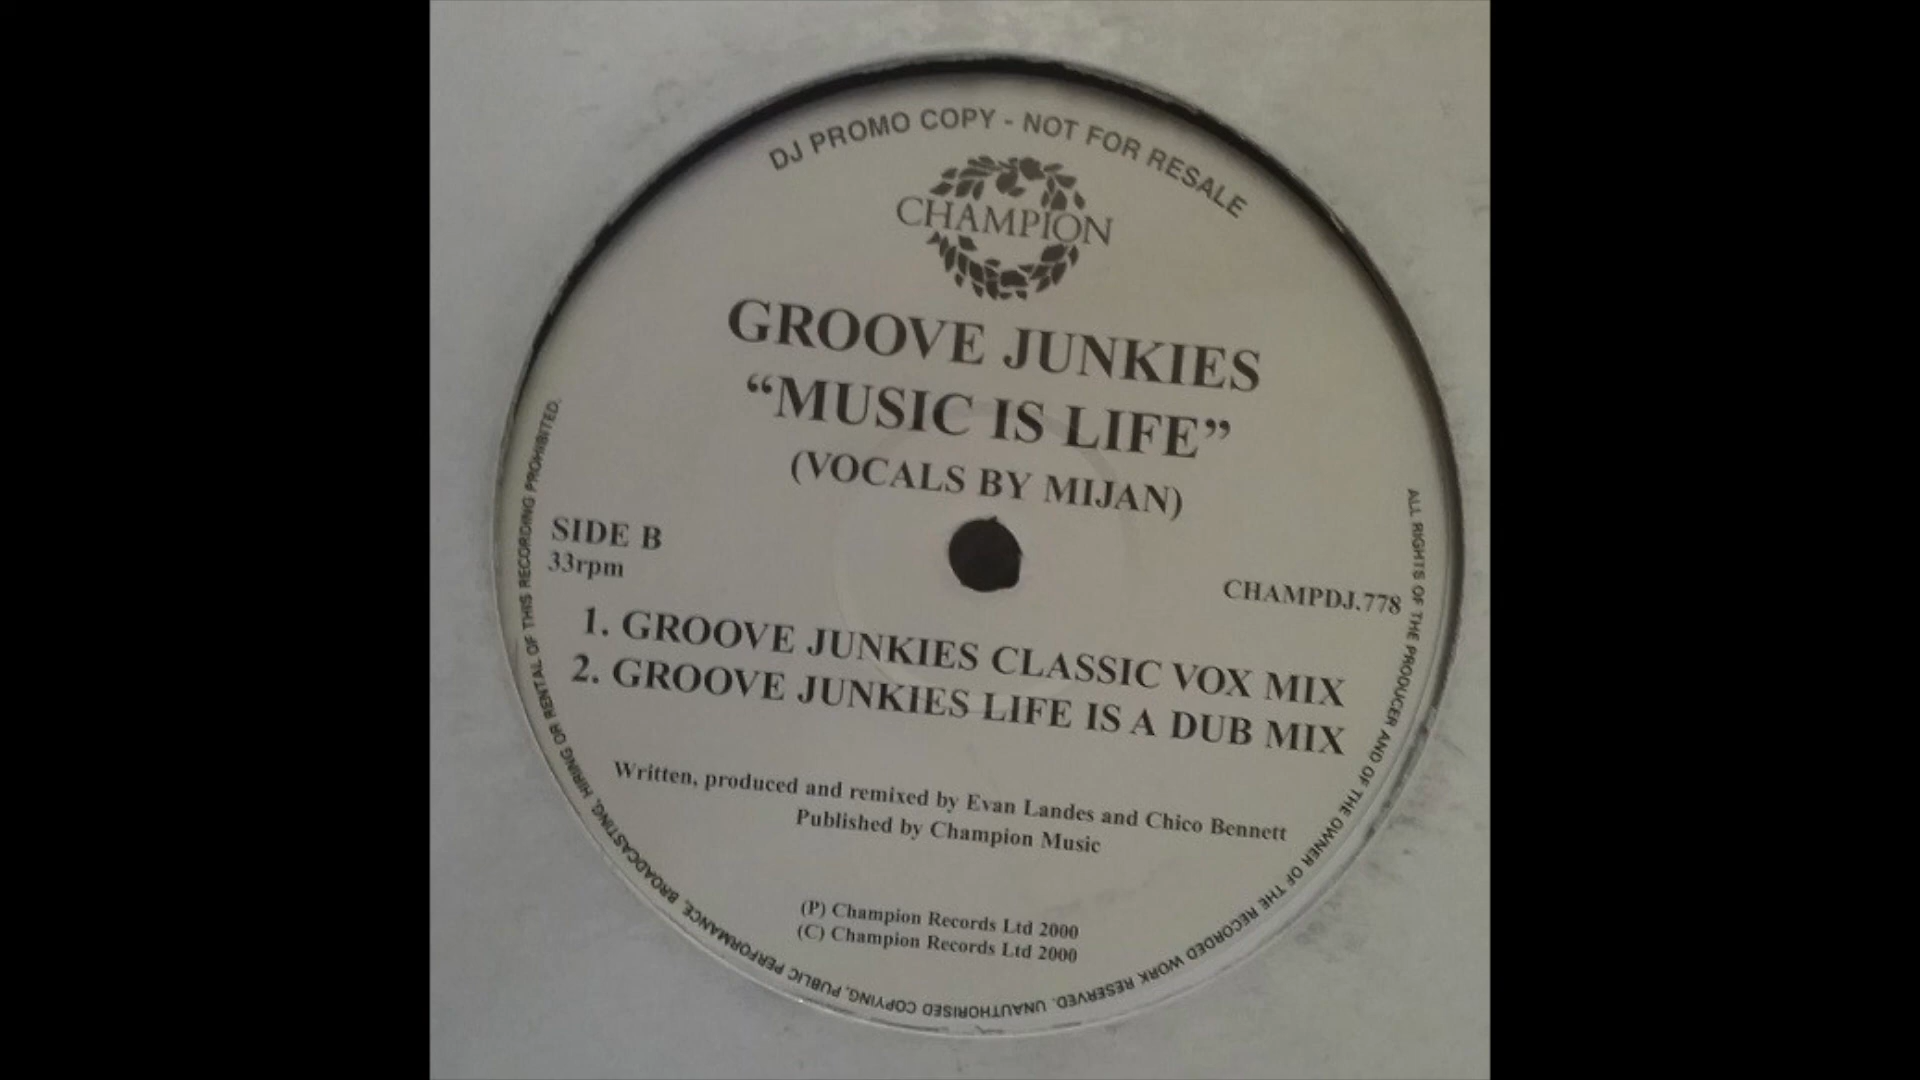 DJ PROMO COPY - NOT FOR RESALE
CHAMPION
GROOVE JUNKIES
“MUSIC IS LIFE”
(VOCALS BY MIJAN)
SIDE B
33rpm
CHAMPDJ.778
1. GROOVE JUNKIES CLASSIC VOX MIX
2. GROOVE JUNKIES LIFE IS A DUB MIX
Written, produced and remixed by Evan Landes and Chico Bennett
Published by Champion Music
(P) Champion Records Ltd 2000
(C) Champion Records Ltd 2000
ALL RIGHTS OF THE PRODUCER AND OF THE OWNER OF THE RECORDED WORK RESERVED. UNAUTHORISED COPYING, PUBLIC PERFORMANCE, BROADCASTING, HIRING OR RENTAL OF THIS RECORDING PROHIBITED.